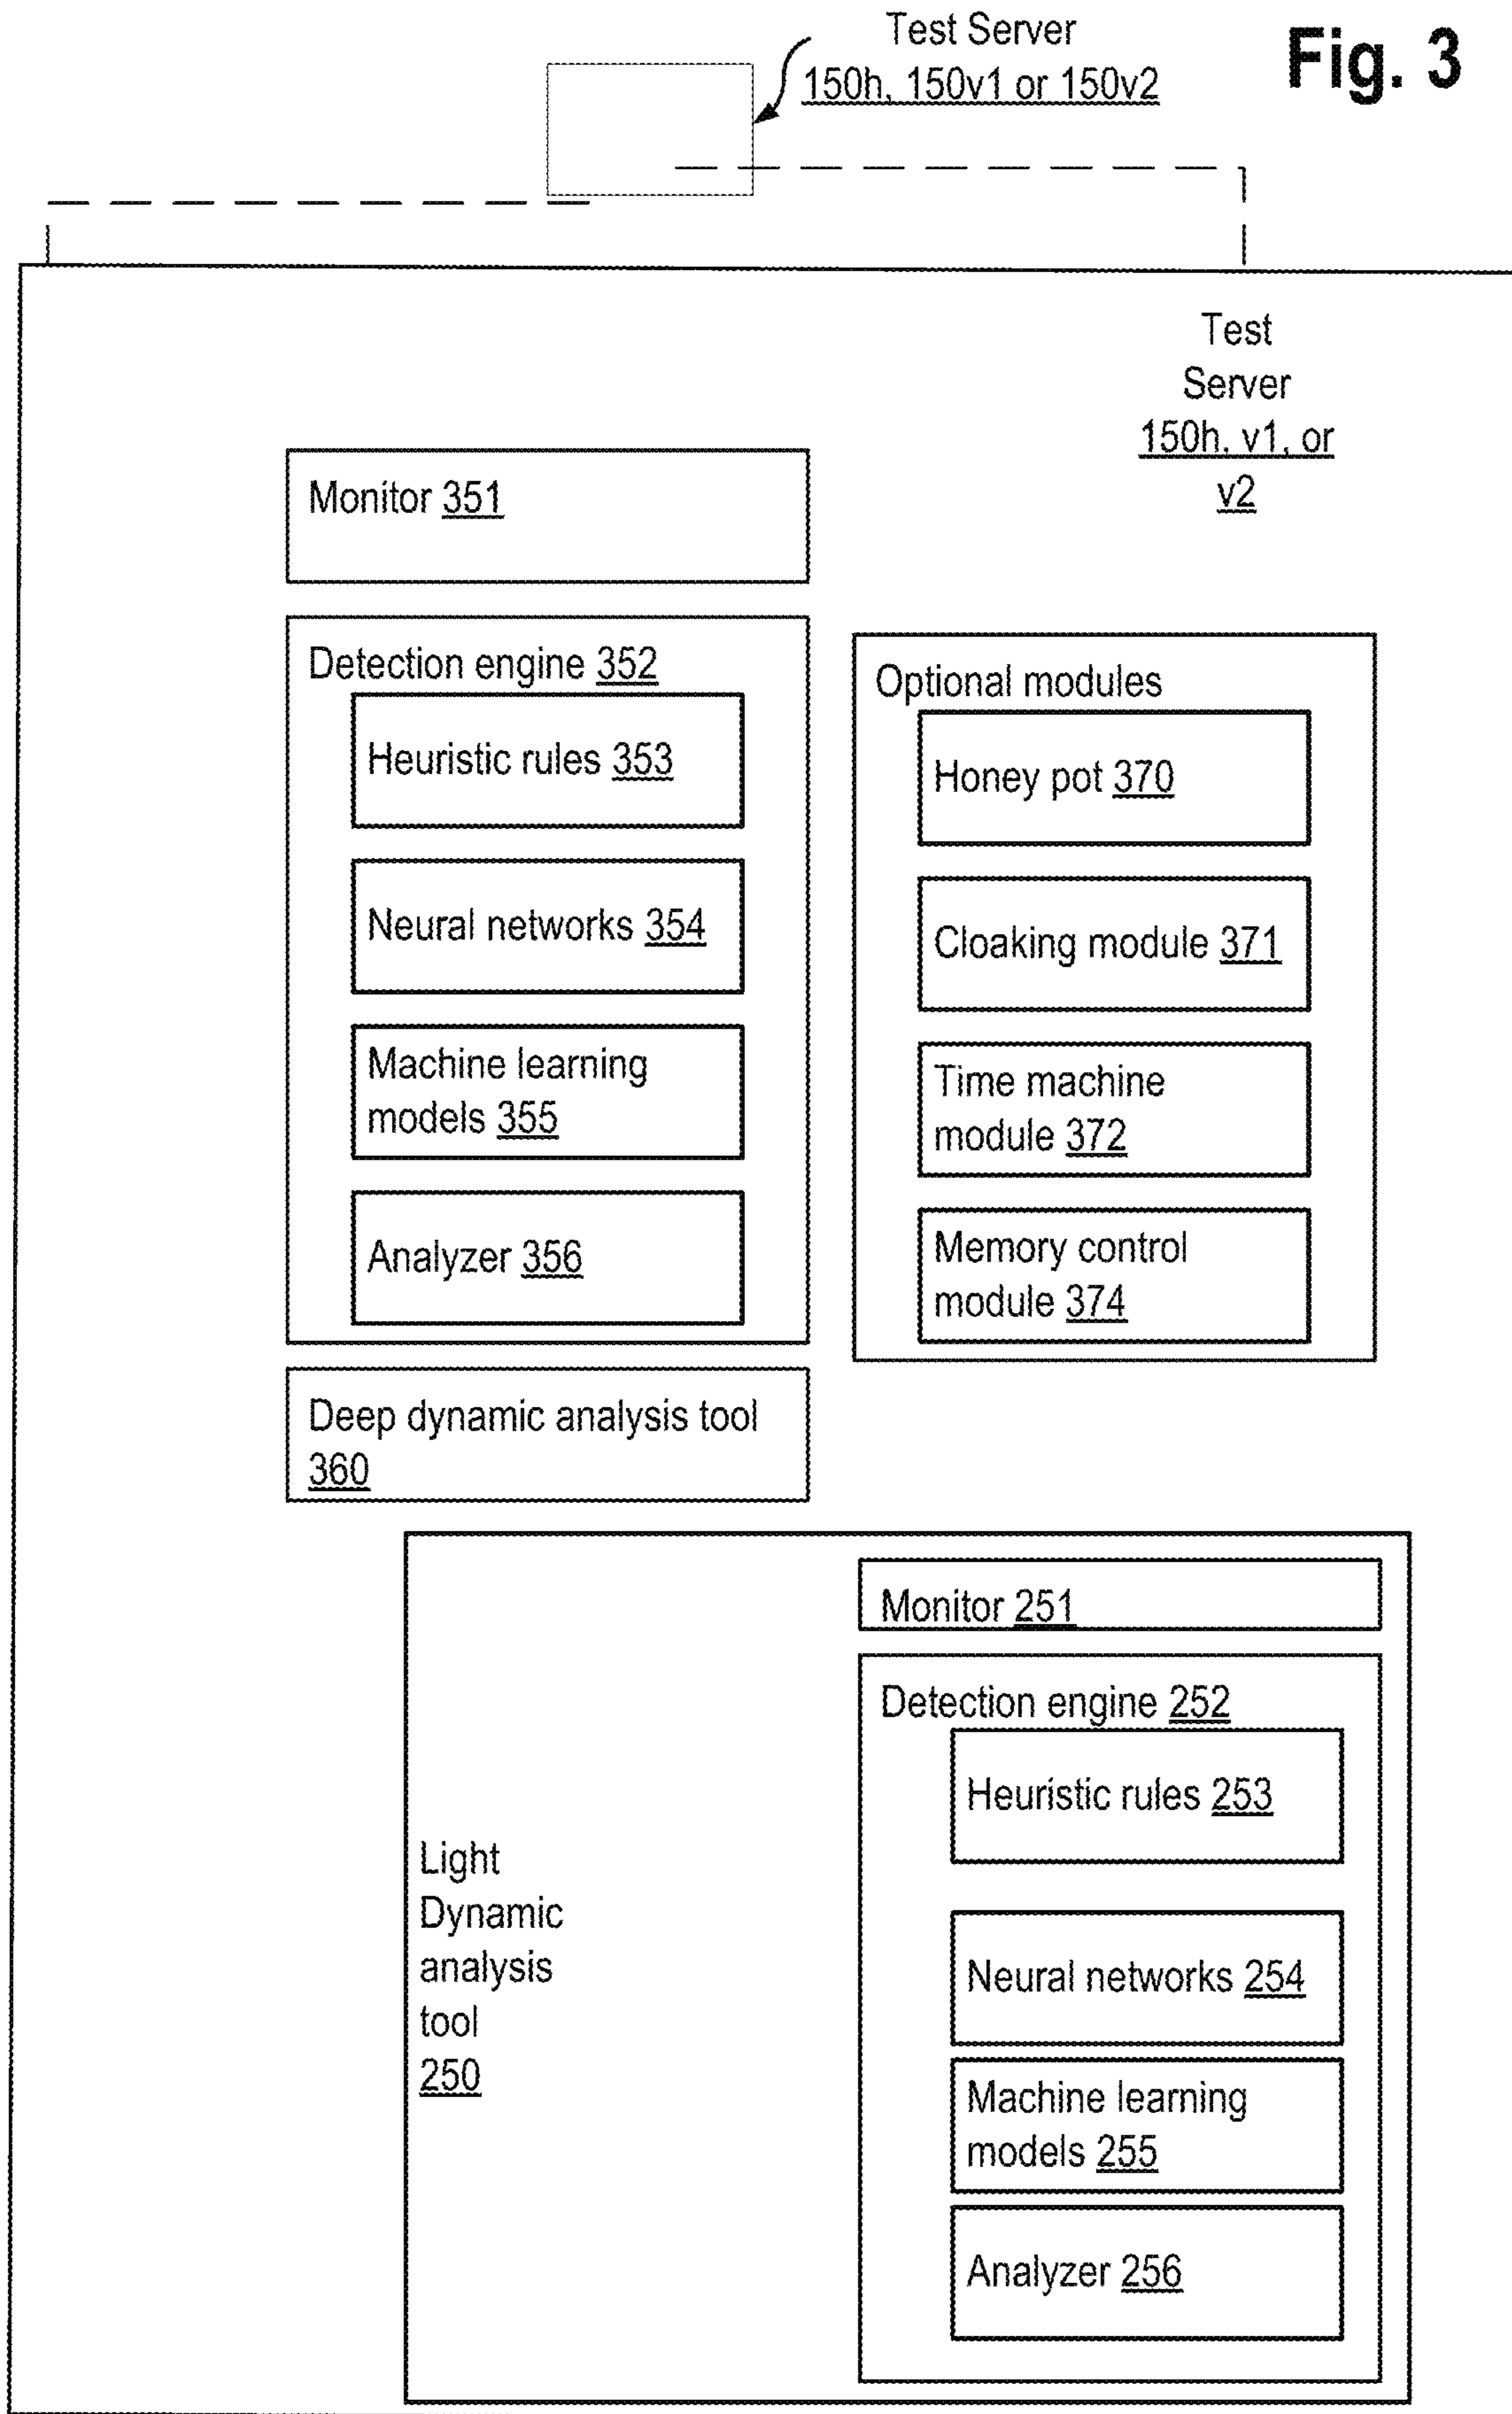 Test Server
150h, 150v1 or 150v2
Fig. 3
Test
Server
150h, v1, or
v2
Monitor 351
Detection engine 352
Heuristic rules 353
Neural networks 354
Machine learning
models 355
Analyzer 356
Optional modules
Honey pot 370
Cloaking module 371
Time machine
module 372
Memory control
module 374
Deep dynamic analysis tool
360
Light
Dynamic
analysis
tool
250
Monitor 251
Detection engine 252
Heuristic rules 253
Neural networks 254
Machine learning
models 255
Analyzer 256